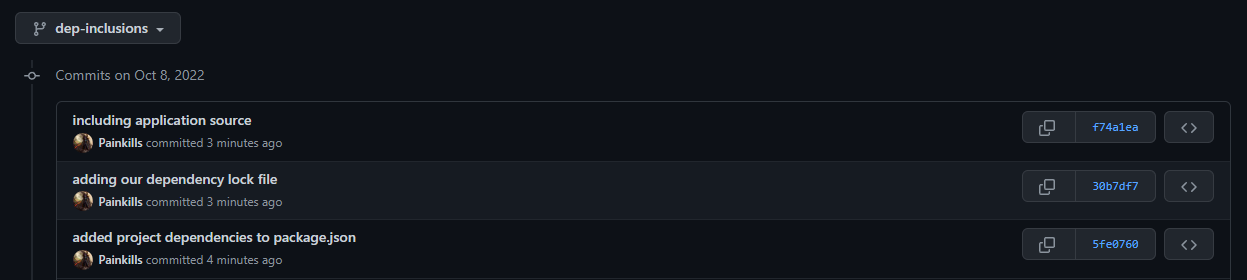 dep-inclusions
Commits on Oct 8, 2022
including application source
Painkills committed 3 minutes ago
f74a1ea
adding our dependency lock file
Painkills committed 3 minutes ago
30b7df7
added project dependencies to package.json
Painkills committed 4 minutes ago
5fe0760